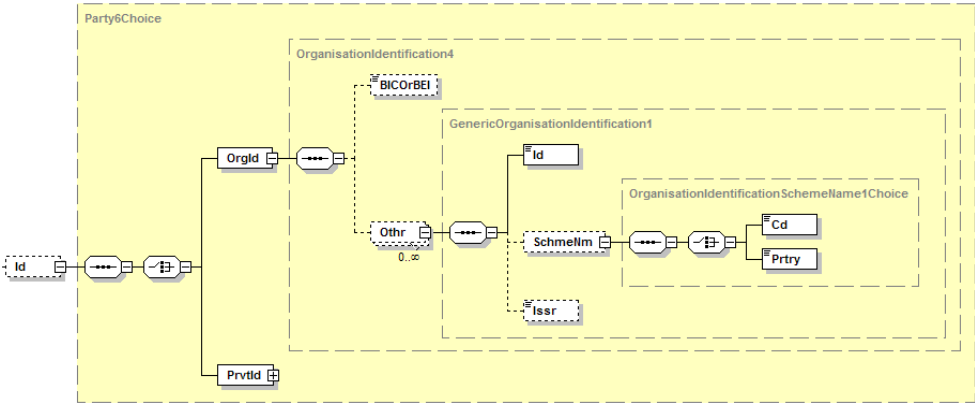 Party6Choice
OrganisationIdentification4
BICOrBEI
GenericOrganisationIdentification1
OrgId
Id
OrganisationIdentificationSchemeName1Choice
Cd
Othr
0..∞
SchmeNm
Prtry
Id
Issr
PrvtId